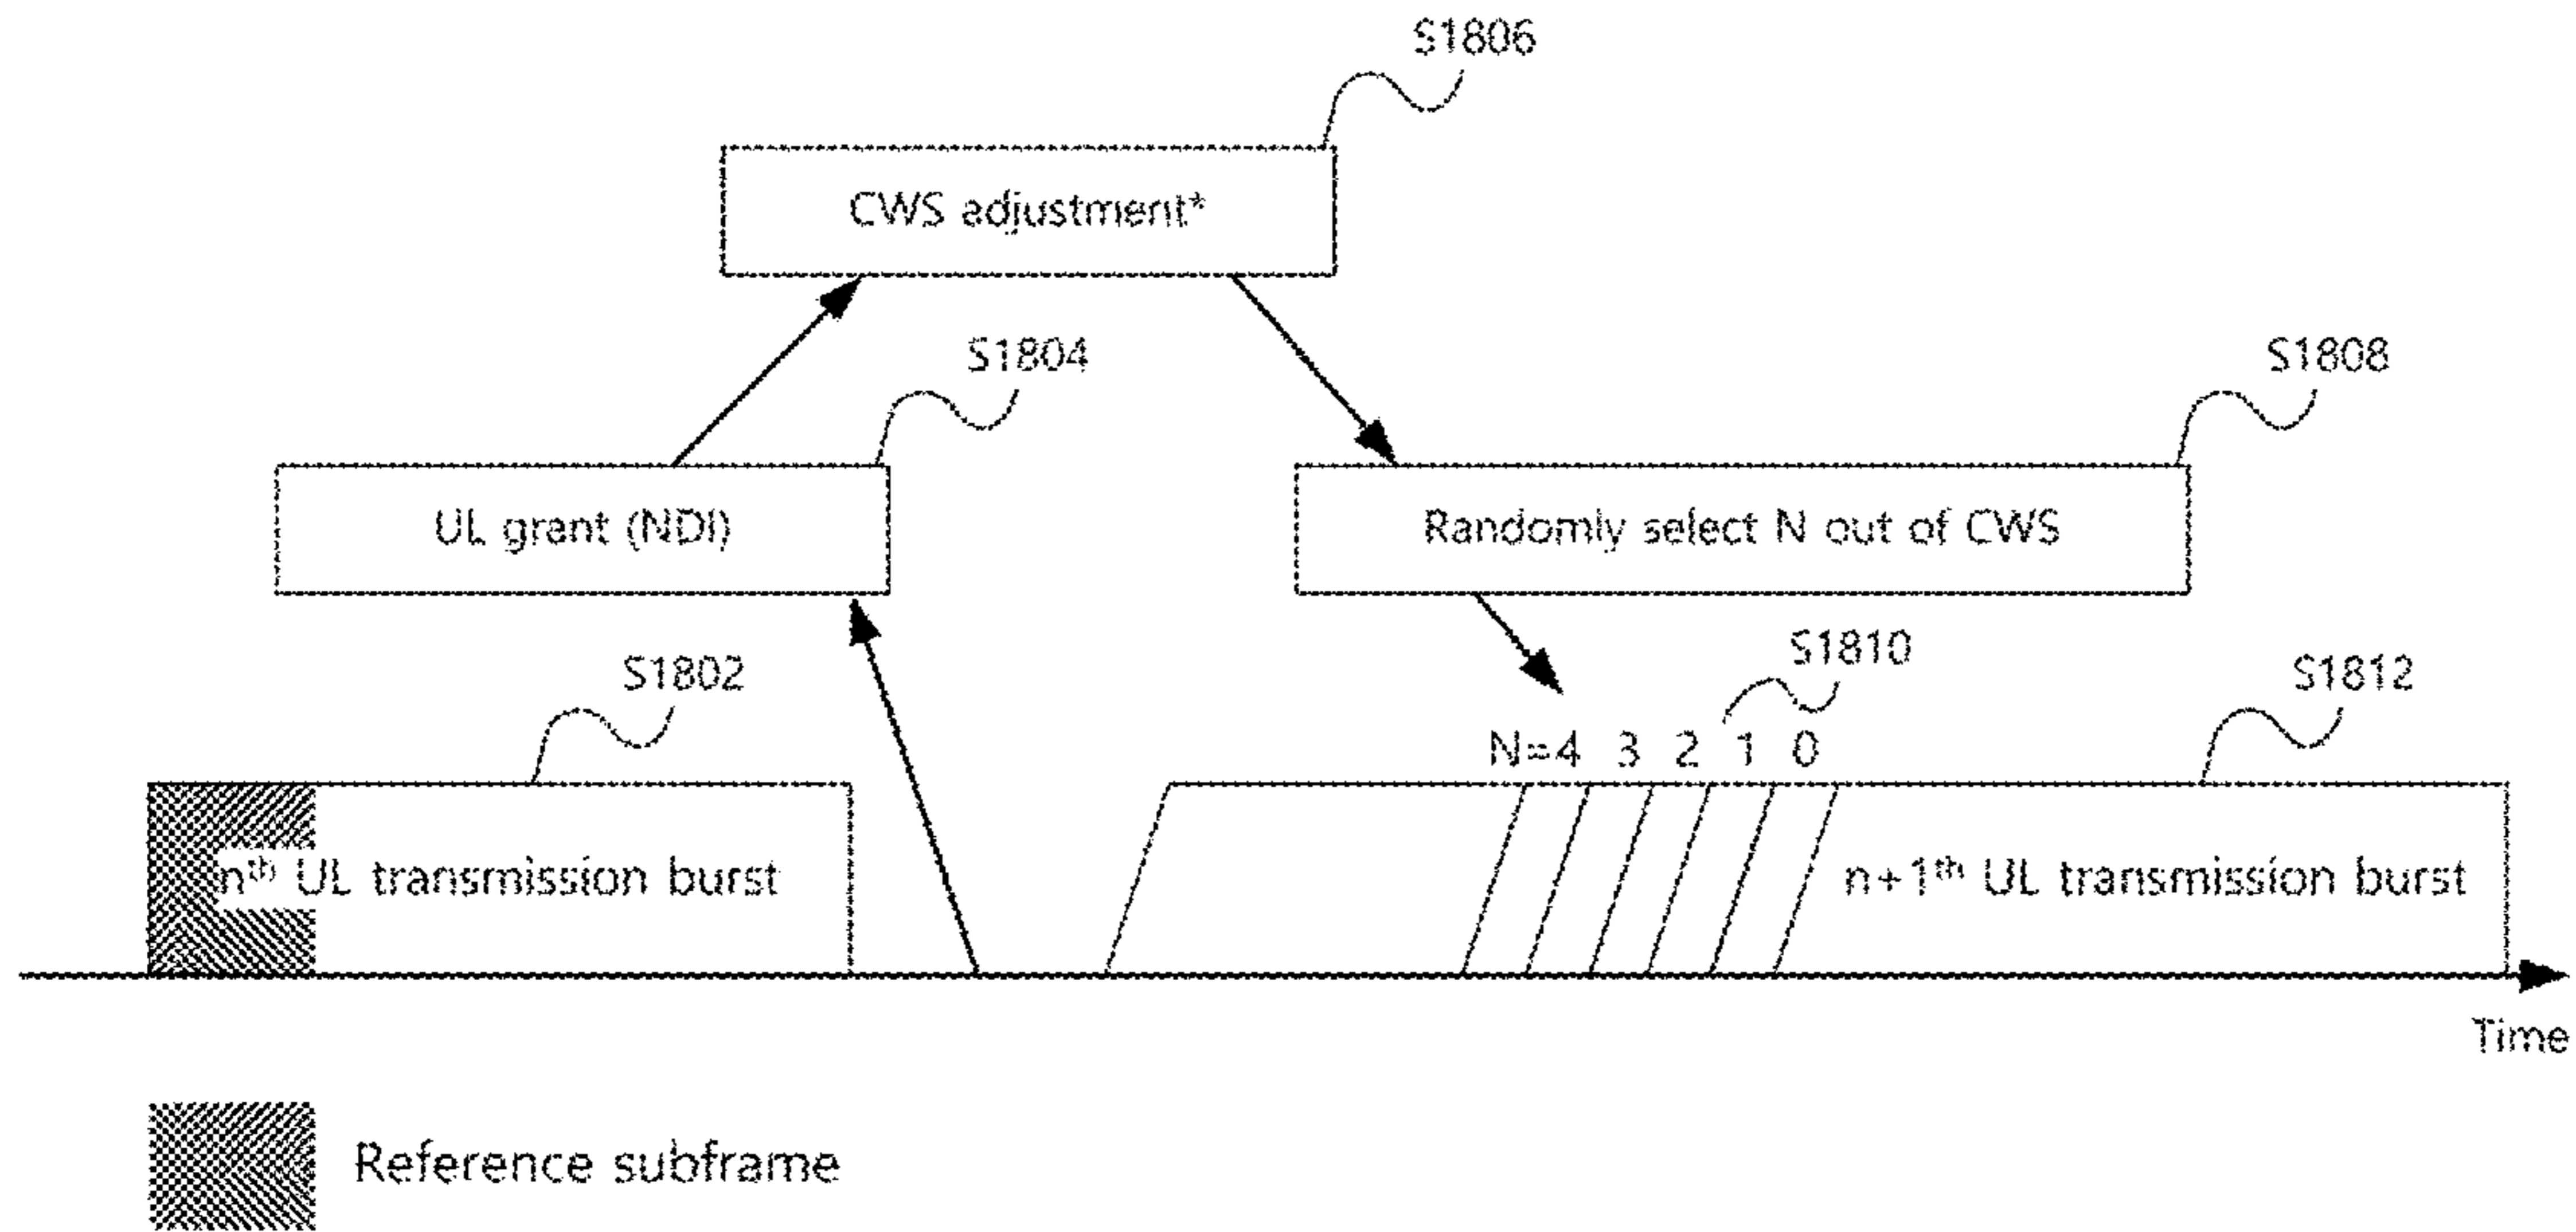 S1806
CWS adjustment*
S1804
S1808
UL grant (NDI)
Randomly select N out of CWS
S1802
S1810
S1812
N=4 3 2 1 0
nth UL transmission burst
n+1th UL transmission burst
Time
Reference subframe